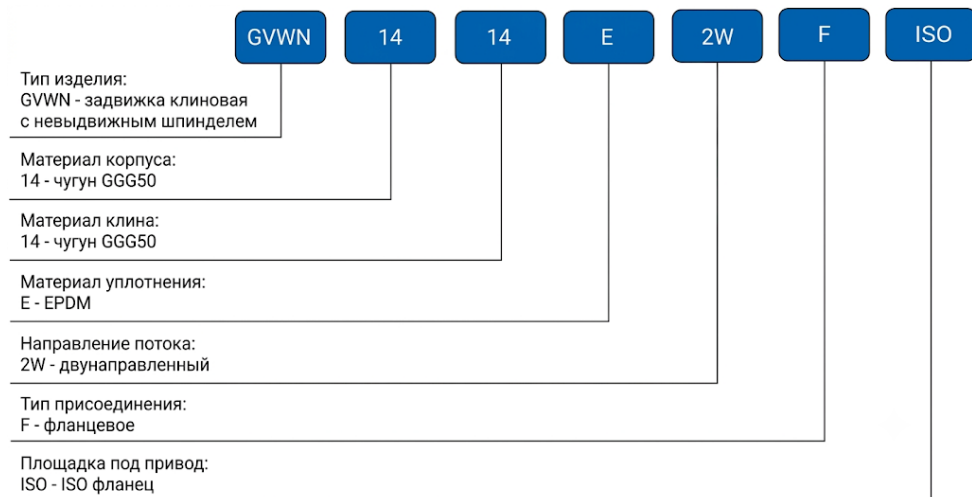 GVWN 14 14 E 2W F ISO
Тип изделия:
GVWN - задвижка клиновая
с невыдвижным шпинделем
Материал корпуса:
14 - чугун GGG50
Материал клина:
14 - чугун GGG50
Материал уплотнения:
E - EPDM
Направление потока:
2W - двунаправленный
Тип присоединения:
F - фланцевое
Площадка под привод:
ISO - ISO фланец